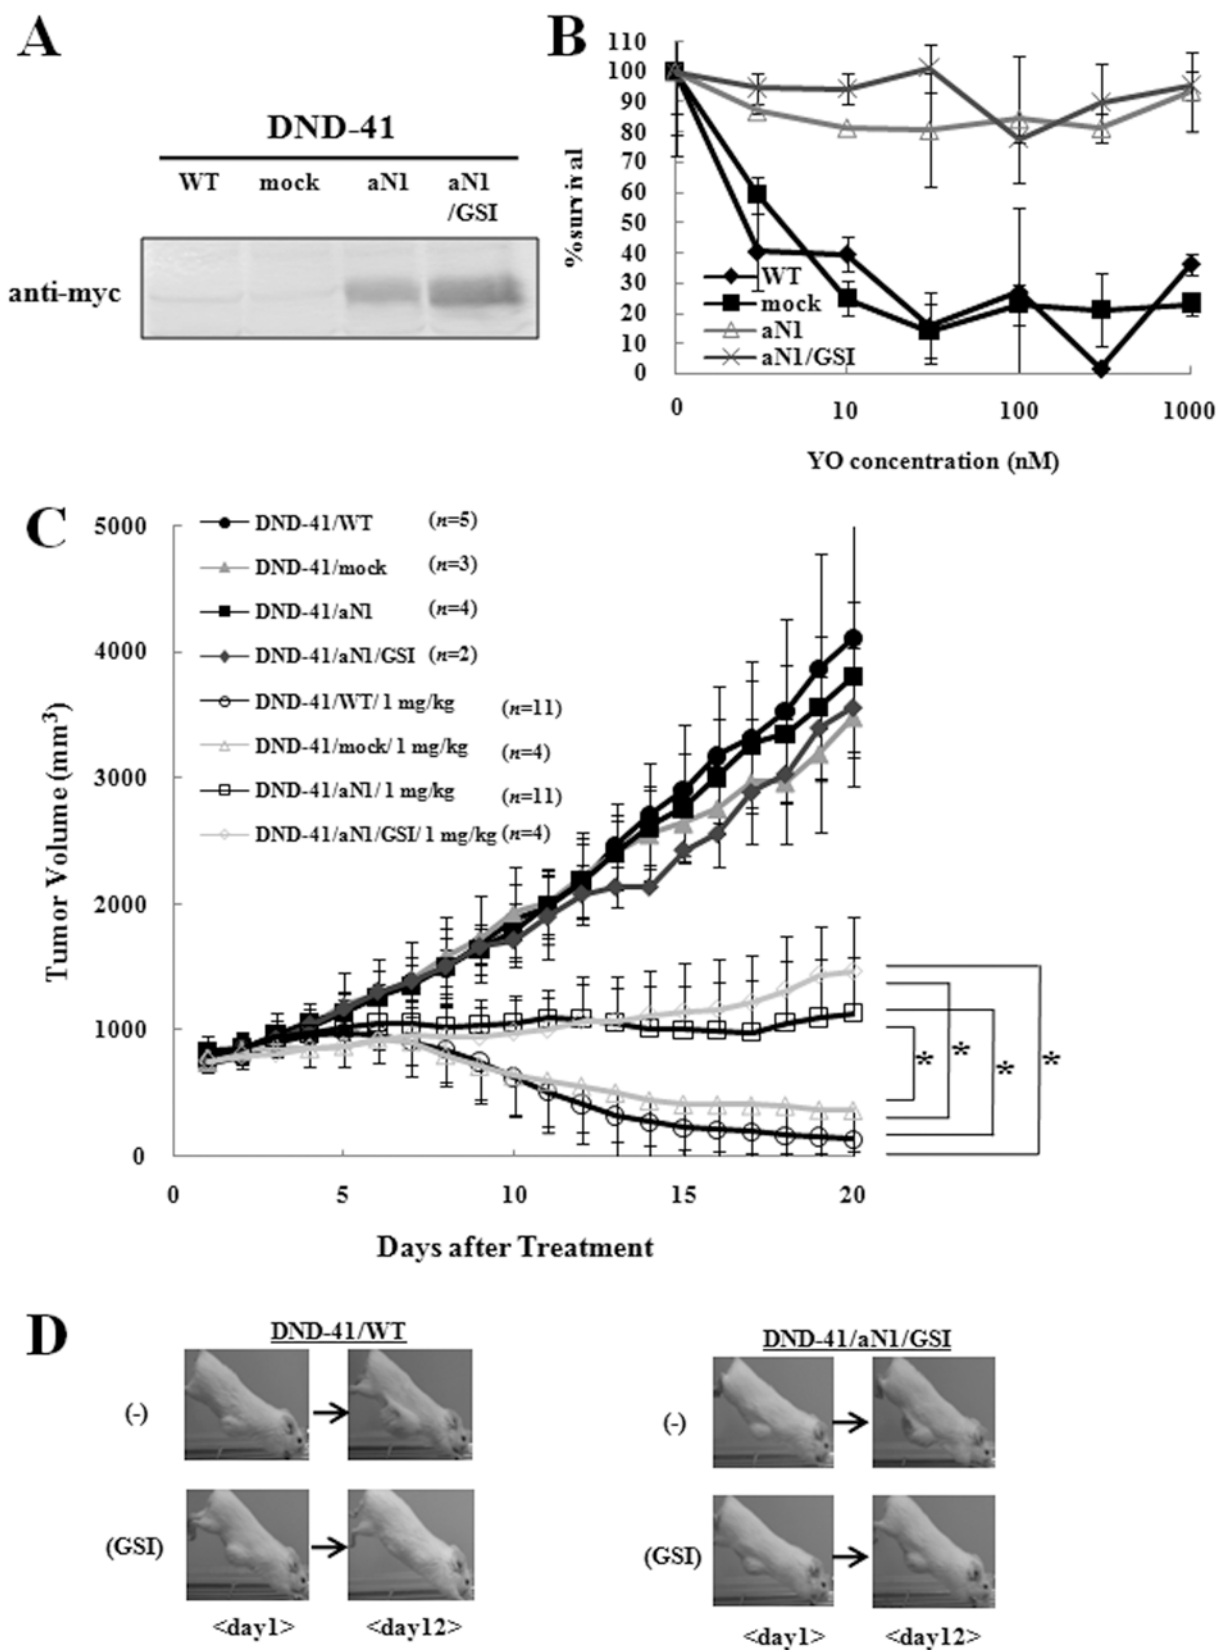 A
DND-41
WT mock aN1 aN1
/GSI
anti-myc
B
110
100
90
80
70
60
50
40
30
20
10
0
%survival
WT
mock
aN1
aN1/GSI
0 10 100 1000
YO concentration (nM)
C
5000
4000
3000
2000
1000
0
Tumor Volume (mm³)
DND-41/WT (n=5)
DND-41/mock (n=3)
DND-41/aN1 (n=4)
DND-41/aN1/GSI (n=2)
DND-41/WT/ 1 mg/kg (n=11)
DND-41/mock/ 1 mg/kg (n=4)
DND-41/aN1/ 1 mg/kg (n=11)
DND-41/aN1/GSI/ 1 mg/kg (n=4)
* * * *
0 5 10 15 20
Days after Treatment
D
DND-41/WT
(-)
(GSI)
<day1> <day12>
DND-41/aN1/GSI
(-)
(GSI)
<day1> <day12>